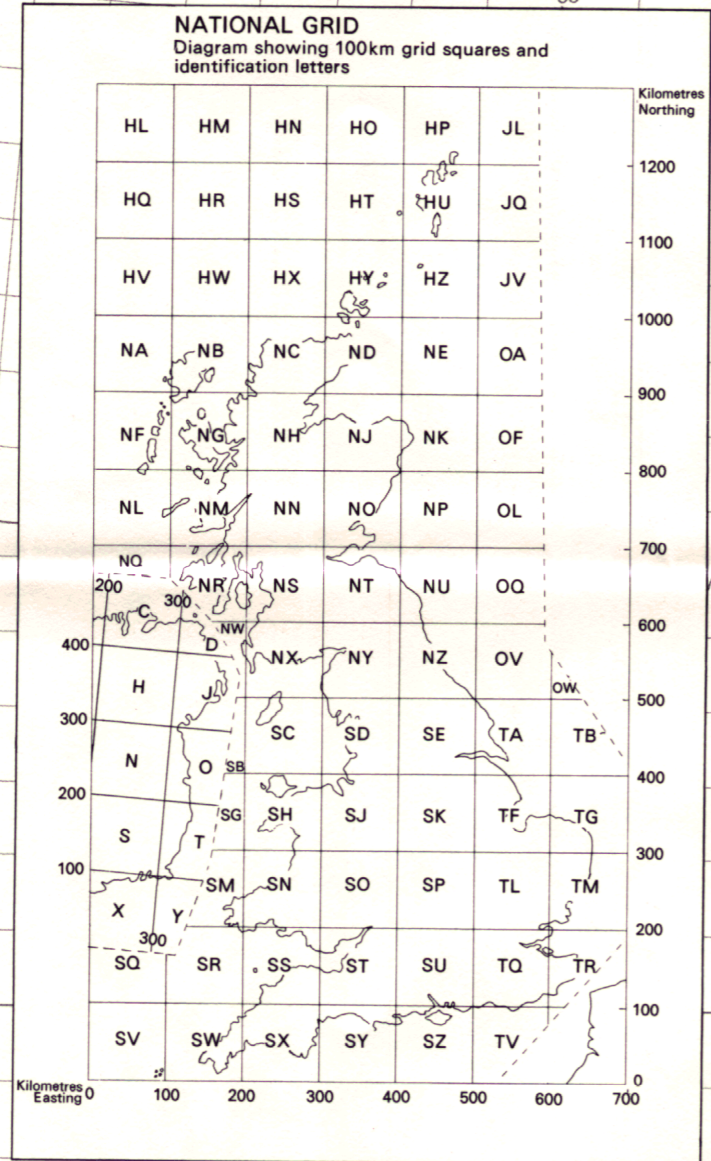 NATIONAL GRID
Diagram showing 100km grid squares and
identification letters
Kilometres
Northing
HL HM HN HO HP JL
1200
HQ HR HS HT HU JQ
1100
HV HW HX HY HZ JV
1000
NA NB NC ND NE OA
900
NF NG NH NJ NK OF
800
NL NM NN NO NP OL
700
NQ
200 300 NR NS NT NU OQ
C
600
400 D NW NX NY NZ OV
H J OW
500
300 SC SD SE TA TB
N O SB
400
200 SG SH SJ SK TF TG
S T
300
100 SM SN SO SP TL TM
X Y
200
300
SQ SR SS ST SU TQ TR
100
SV SW SX SY SZ TV
0
Kilometres
Easting 0 100 200 300 400 500 600 700